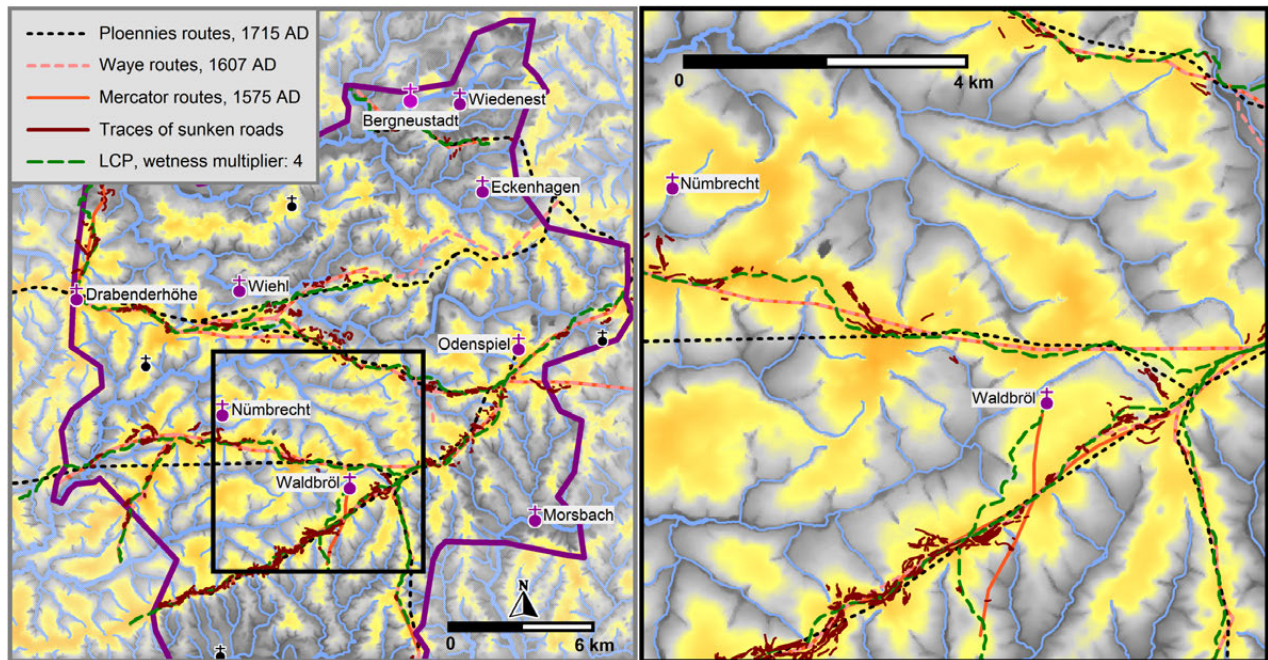 Ploennies routes, 1715 AD
Waye routes, 1607 AD
Mercator routes, 1575 AD
Traces of sunken roads
LCP, wetness multiplier: 4
Wiedenest
Bergneustadt
Eckenhagen
Wiehl
Drabenderhöhe
Odenspiel
Nümbrecht
Waldbröl
Morsbach
N
0 6 km
0 4 km
Nümbrecht
Waldbröl